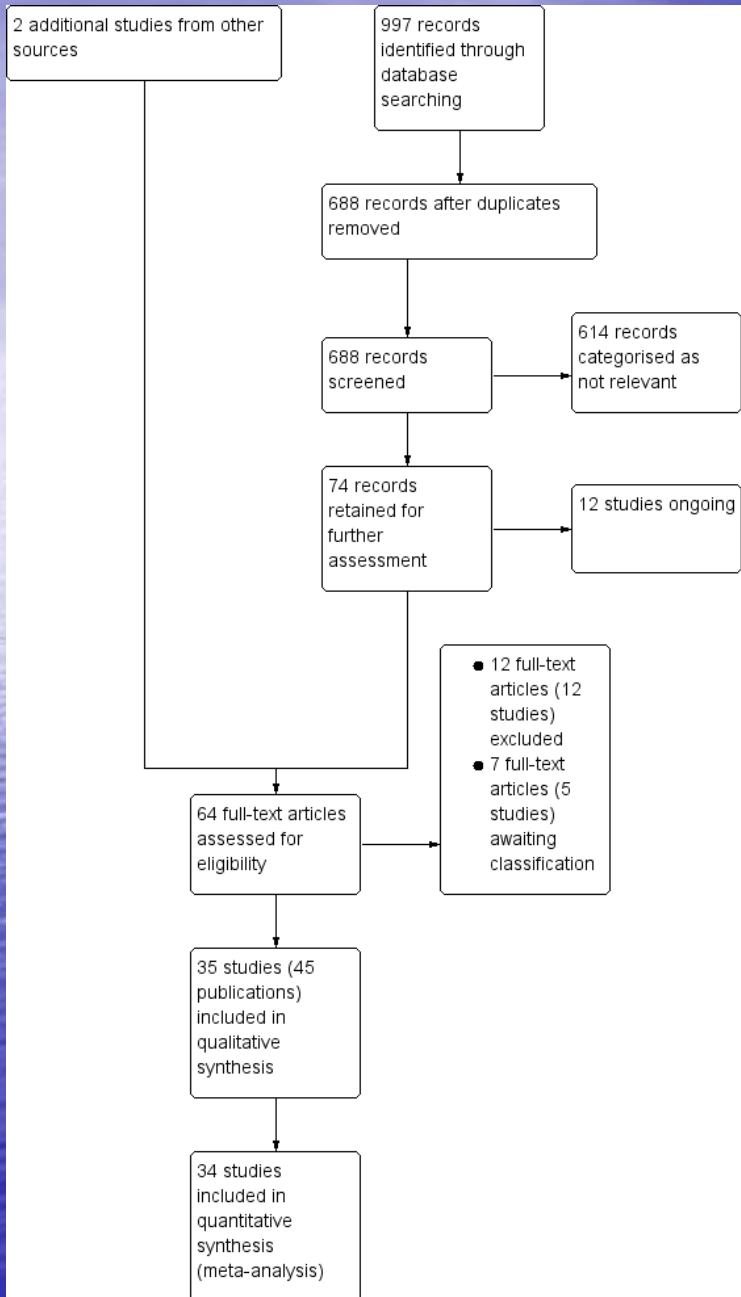 2 additional studies from other
sources
997 records
identified through
database
searching
688 records after duplicates
removed
688 records
screened
614 records
categorised as
not relevant
74 records
retained for
further
assessment
12 studies ongoing
● 12 full-text
articles (12
studies)
excluded
● 7 full-text
articles (5
studies)
awaiting
classification
64 full-text articles
assessed for
eligibility
35 studies (45
publications)
included in
qualitative
synthesis
34 studies
included in
quantitative
synthesis
(meta-analysis)